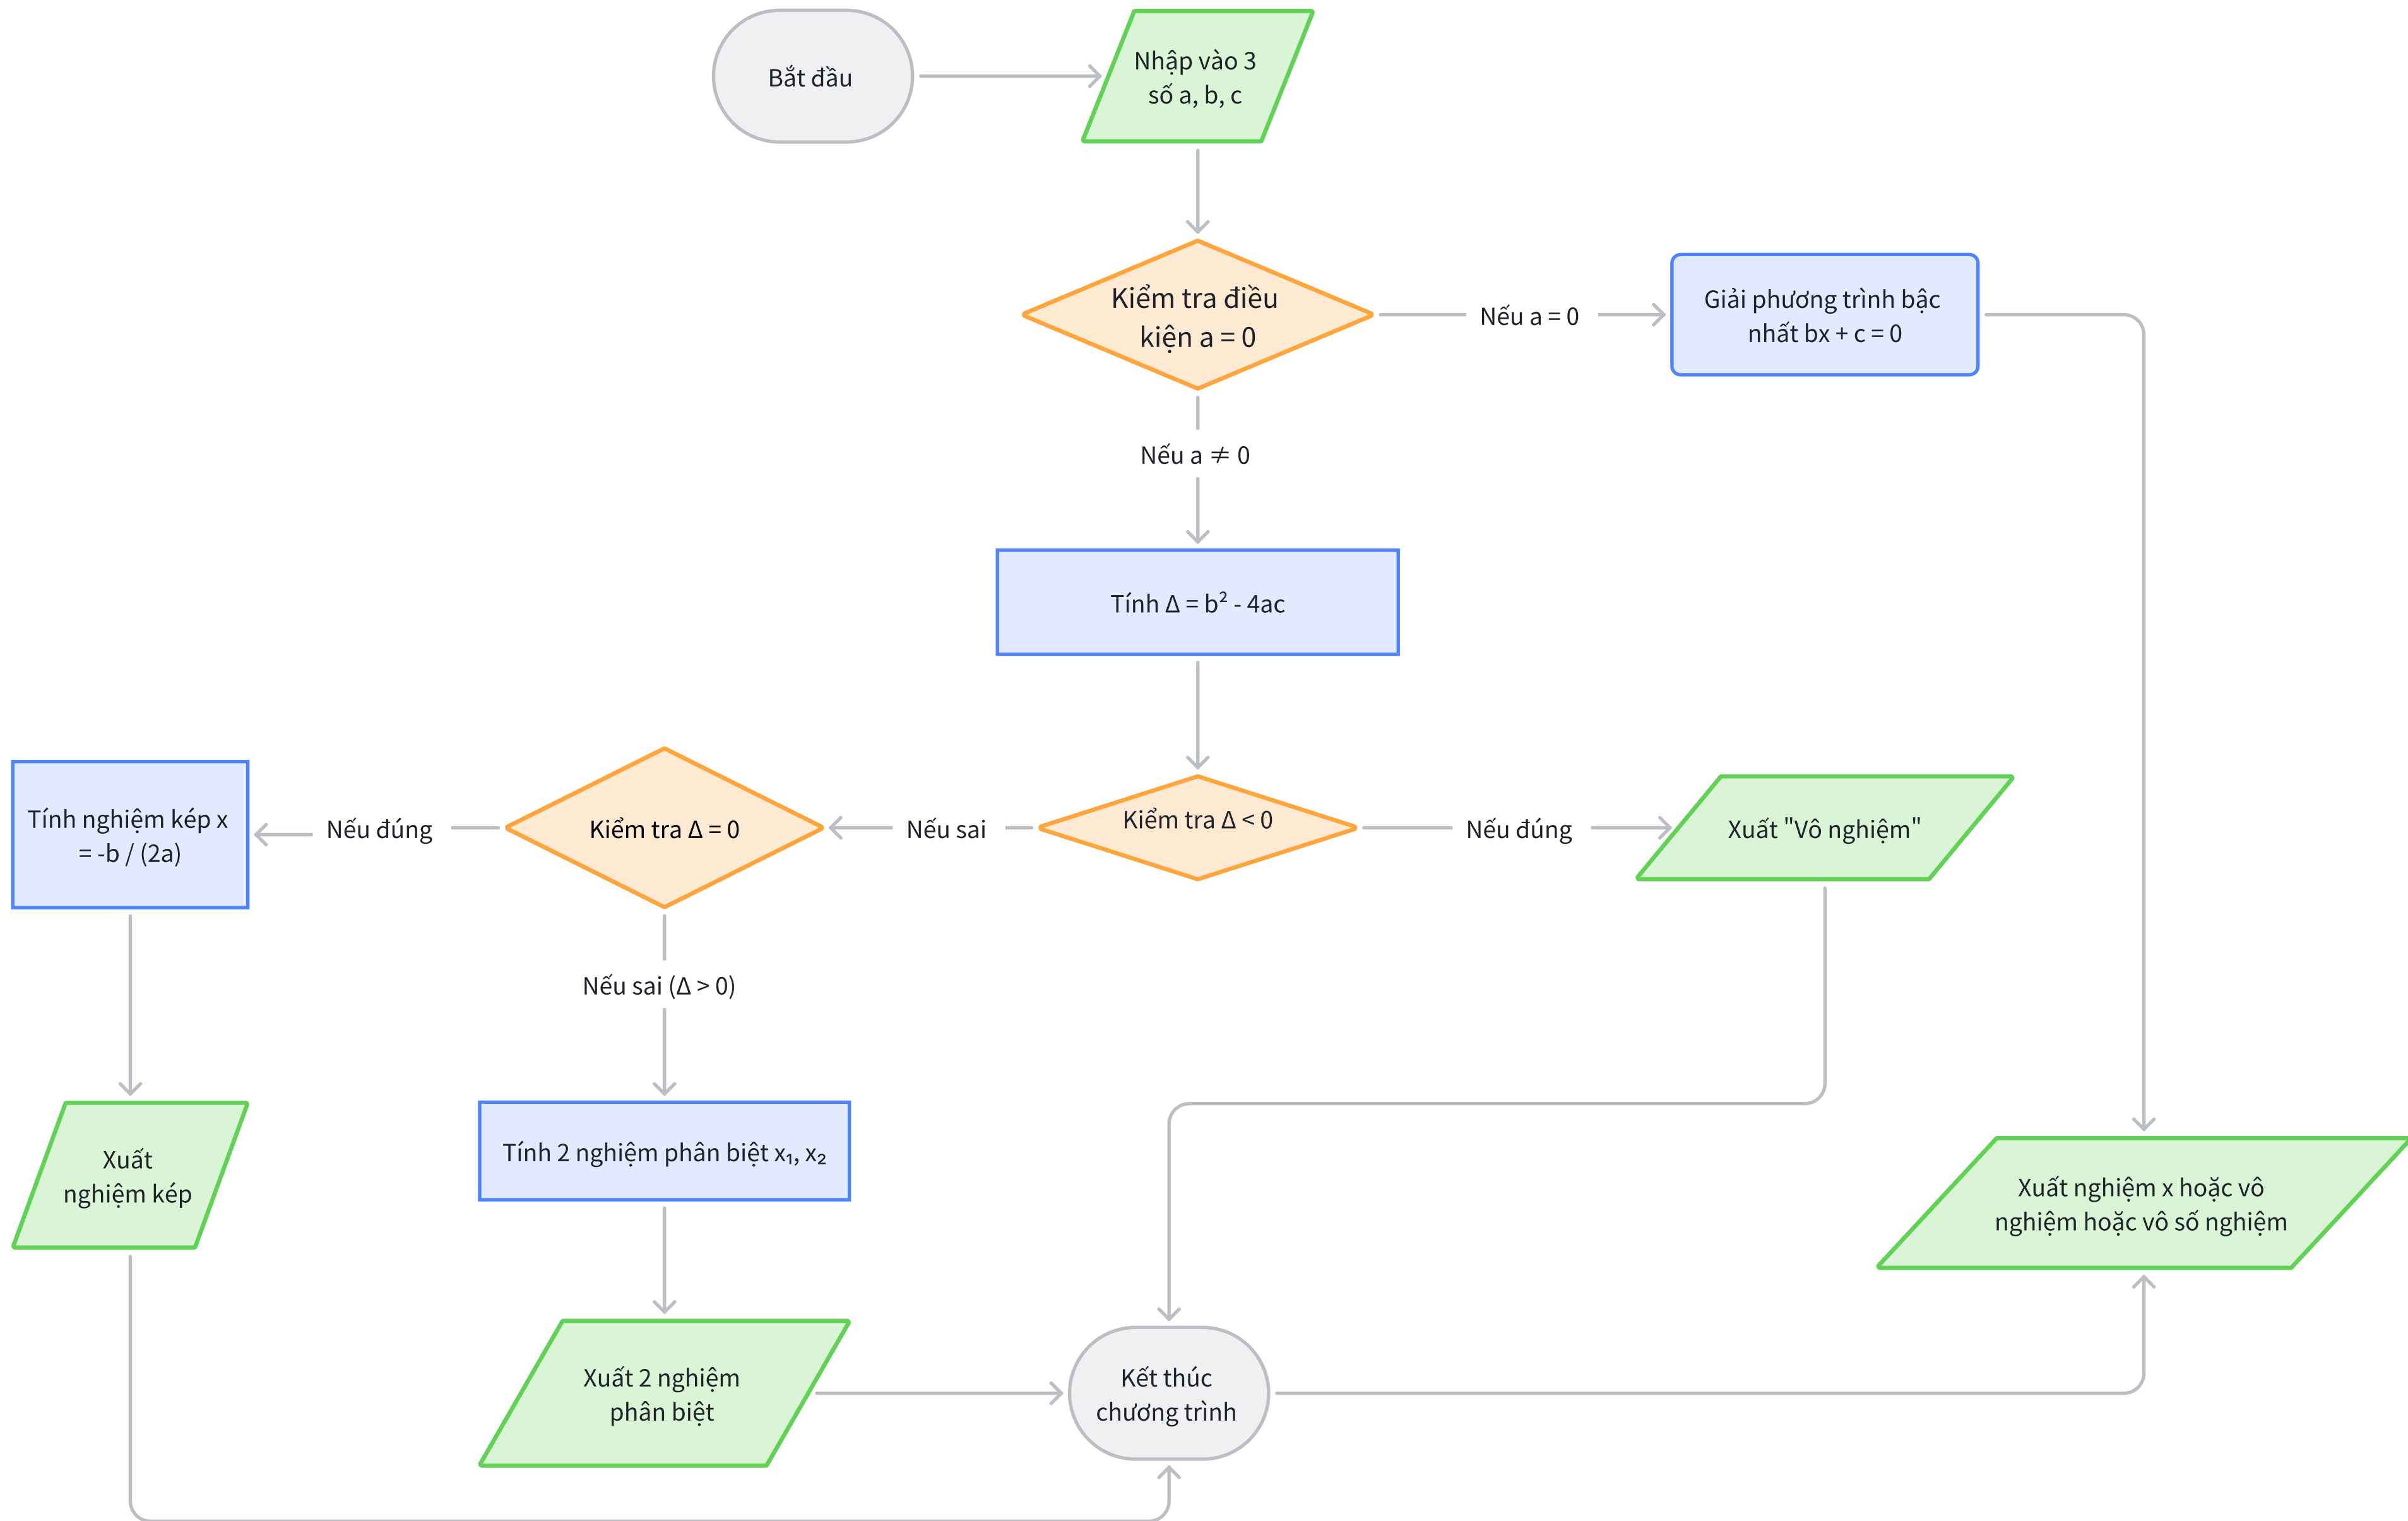 Bắt đầu
Nhập vào 3
số a, b, c
Kiểm tra điều
kiện a = 0
Nếu a = 0
Giải phương trình bậc
nhất bx + c = 0
Nếu a ≠ 0
Tính Δ = b² - 4ac
Tính nghiệm kép x
= -b / (2a)
Nếu đúng
Kiểm tra Δ = 0
Nếu sai
Kiểm tra Δ < 0
Nếu đúng
Xuất "Vô nghiệm"
Nếu sai (Δ > 0)
Xuất
nghiệm kép
Tính 2 nghiệm phân biệt x₁, x₂
Xuất nghiệm x hoặc vô
nghiệm hoặc vô số nghiệm
Xuất 2 nghiệm
phân biệt
Kết thúc
chương trình